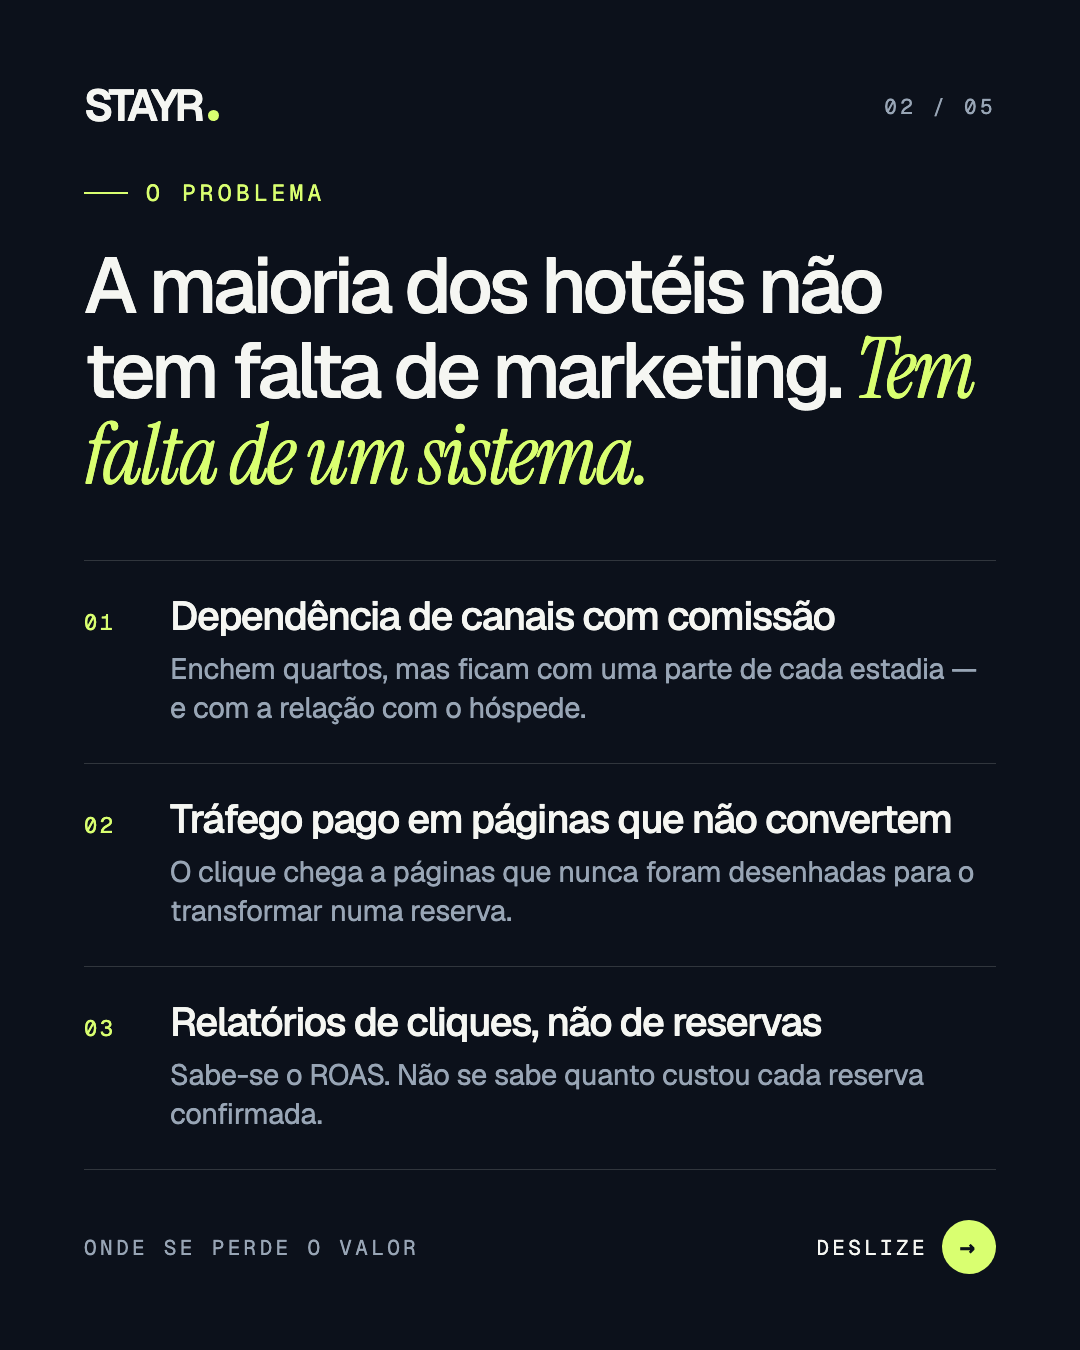 STAYR.
02 / 05
O PROBLEMA
A maioria dos hotéis não
tem falta de marketing. Tem
falta de um sistema.
01
Dependência de canais com comissão
Enchem quartos, mas ficam com uma parte de cada estadia —
e com a relação com o hóspede.
02
Tráfego pago em páginas que não convertem
O clique chega a páginas que nunca foram desenhadas para o
transformar numa reserva.
03
Relatórios de cliques, não de reservas
Sabe-se o ROAS. Não se sabe quanto custou cada reserva
confirmada.
ONDE SE PERDE O VALOR
DESLIZE →